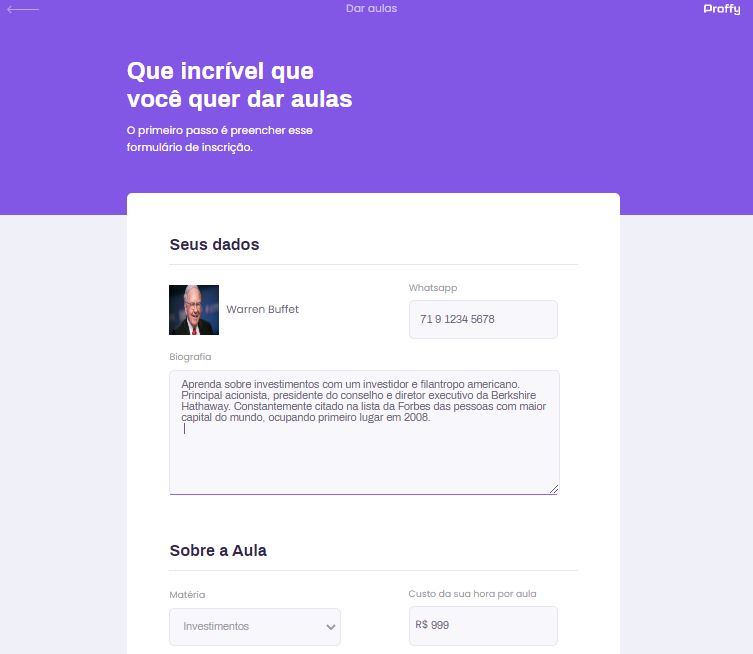 Dar aulas
Proffy
Que incrível que
você quer dar aulas
O primeiro passo é preencher esse
formulário de inscrição.
Seus dados
Warren Buffet
Whatsapp
71 9 1234 5678
Biografia
Aprenda sobre investimentos com um investidor e filantropo americano.
Principal acionista, presidente do conselho e diretor executivo da Berkshire
Hathaway. Constantemente citado na lista da Forbes das pessoas com maior
capital do mundo, ocupando primeiro lugar em 2008.
Sobre a Aula
Matéria
Custo da sua hora por aula
Investimentos
R$ 999